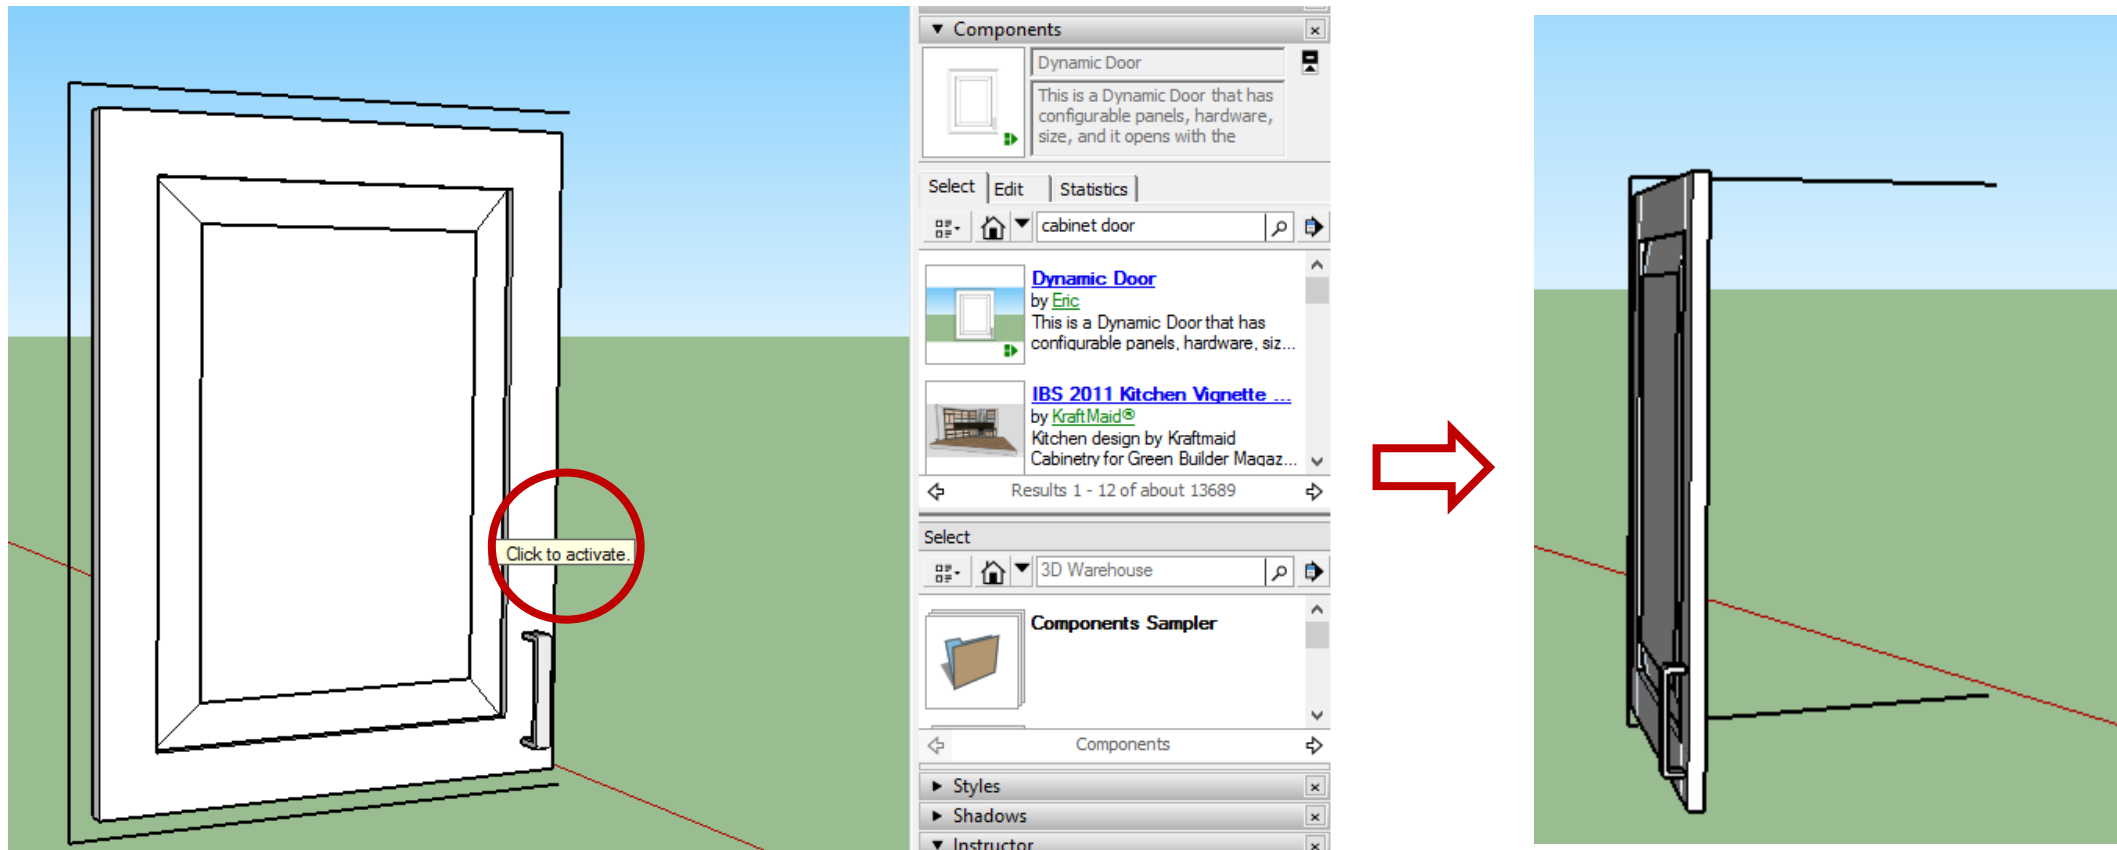 Click to activate.
Components
Dynamic Door
This is a Dynamic Door that has
configurable panels, hardware,
size, and it opens with the
Select
Edit
Statistics
cabinet door
Dynamic Door
by Eric
This is a Dynamic Door that has
configurable panels, hardware, siz...
IBS 2011 Kitchen Vignette ...
by KraftMaid®
Kitchen design by Kraftmaid
Cabinetry for Green Builder Magaz...
Results 1 - 12 of about 13689
Select
3D Warehouse
Components Sampler
Components
Styles
Shadows
Instructor